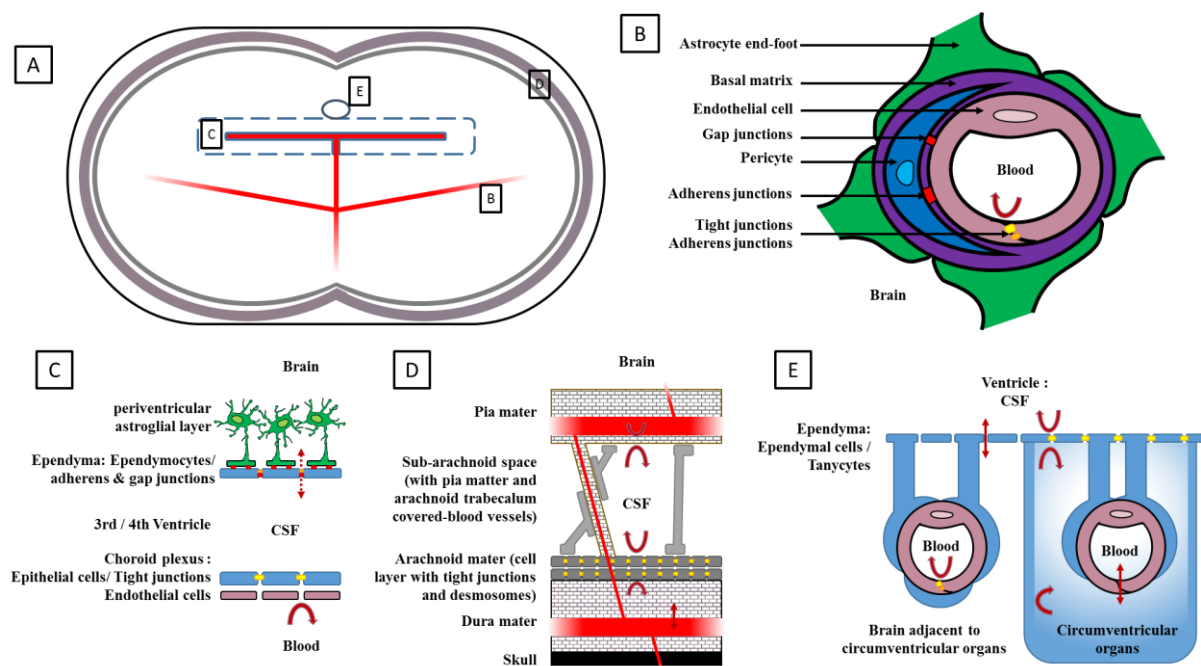 A
E
D
C
B
B
Astrocyte end-foot
Basal matrix
Endothelial cell
Gap junctions
Pericyte
Adherens junctions
Tight junctions
Adherens junctions
Blood
Brain
C
Brain
periventricular
astroglial layer
Ependyma: Ependymocytes/
adherens & gap junctions
3rd / 4th Ventricle
CSF
Choroid plexus :
Epithelial cells/ Tight junctions
Endothelial cells
Blood
D
Brain
Pia mater
Sub-arachnoid space
(with pia matter and
arachnoid trabecalum
covered-blood vessels)
CSF
Arachnoid mater (cell
layer with tight junctions
and desmosomes)
Dura mater
Skull
E
Ventricle :
CSF
Ependyma:
Ependymal cells /
Tanycytes
Blood
Blood
Brain adjacent to
circumventricular organs
Circumventricular
organs